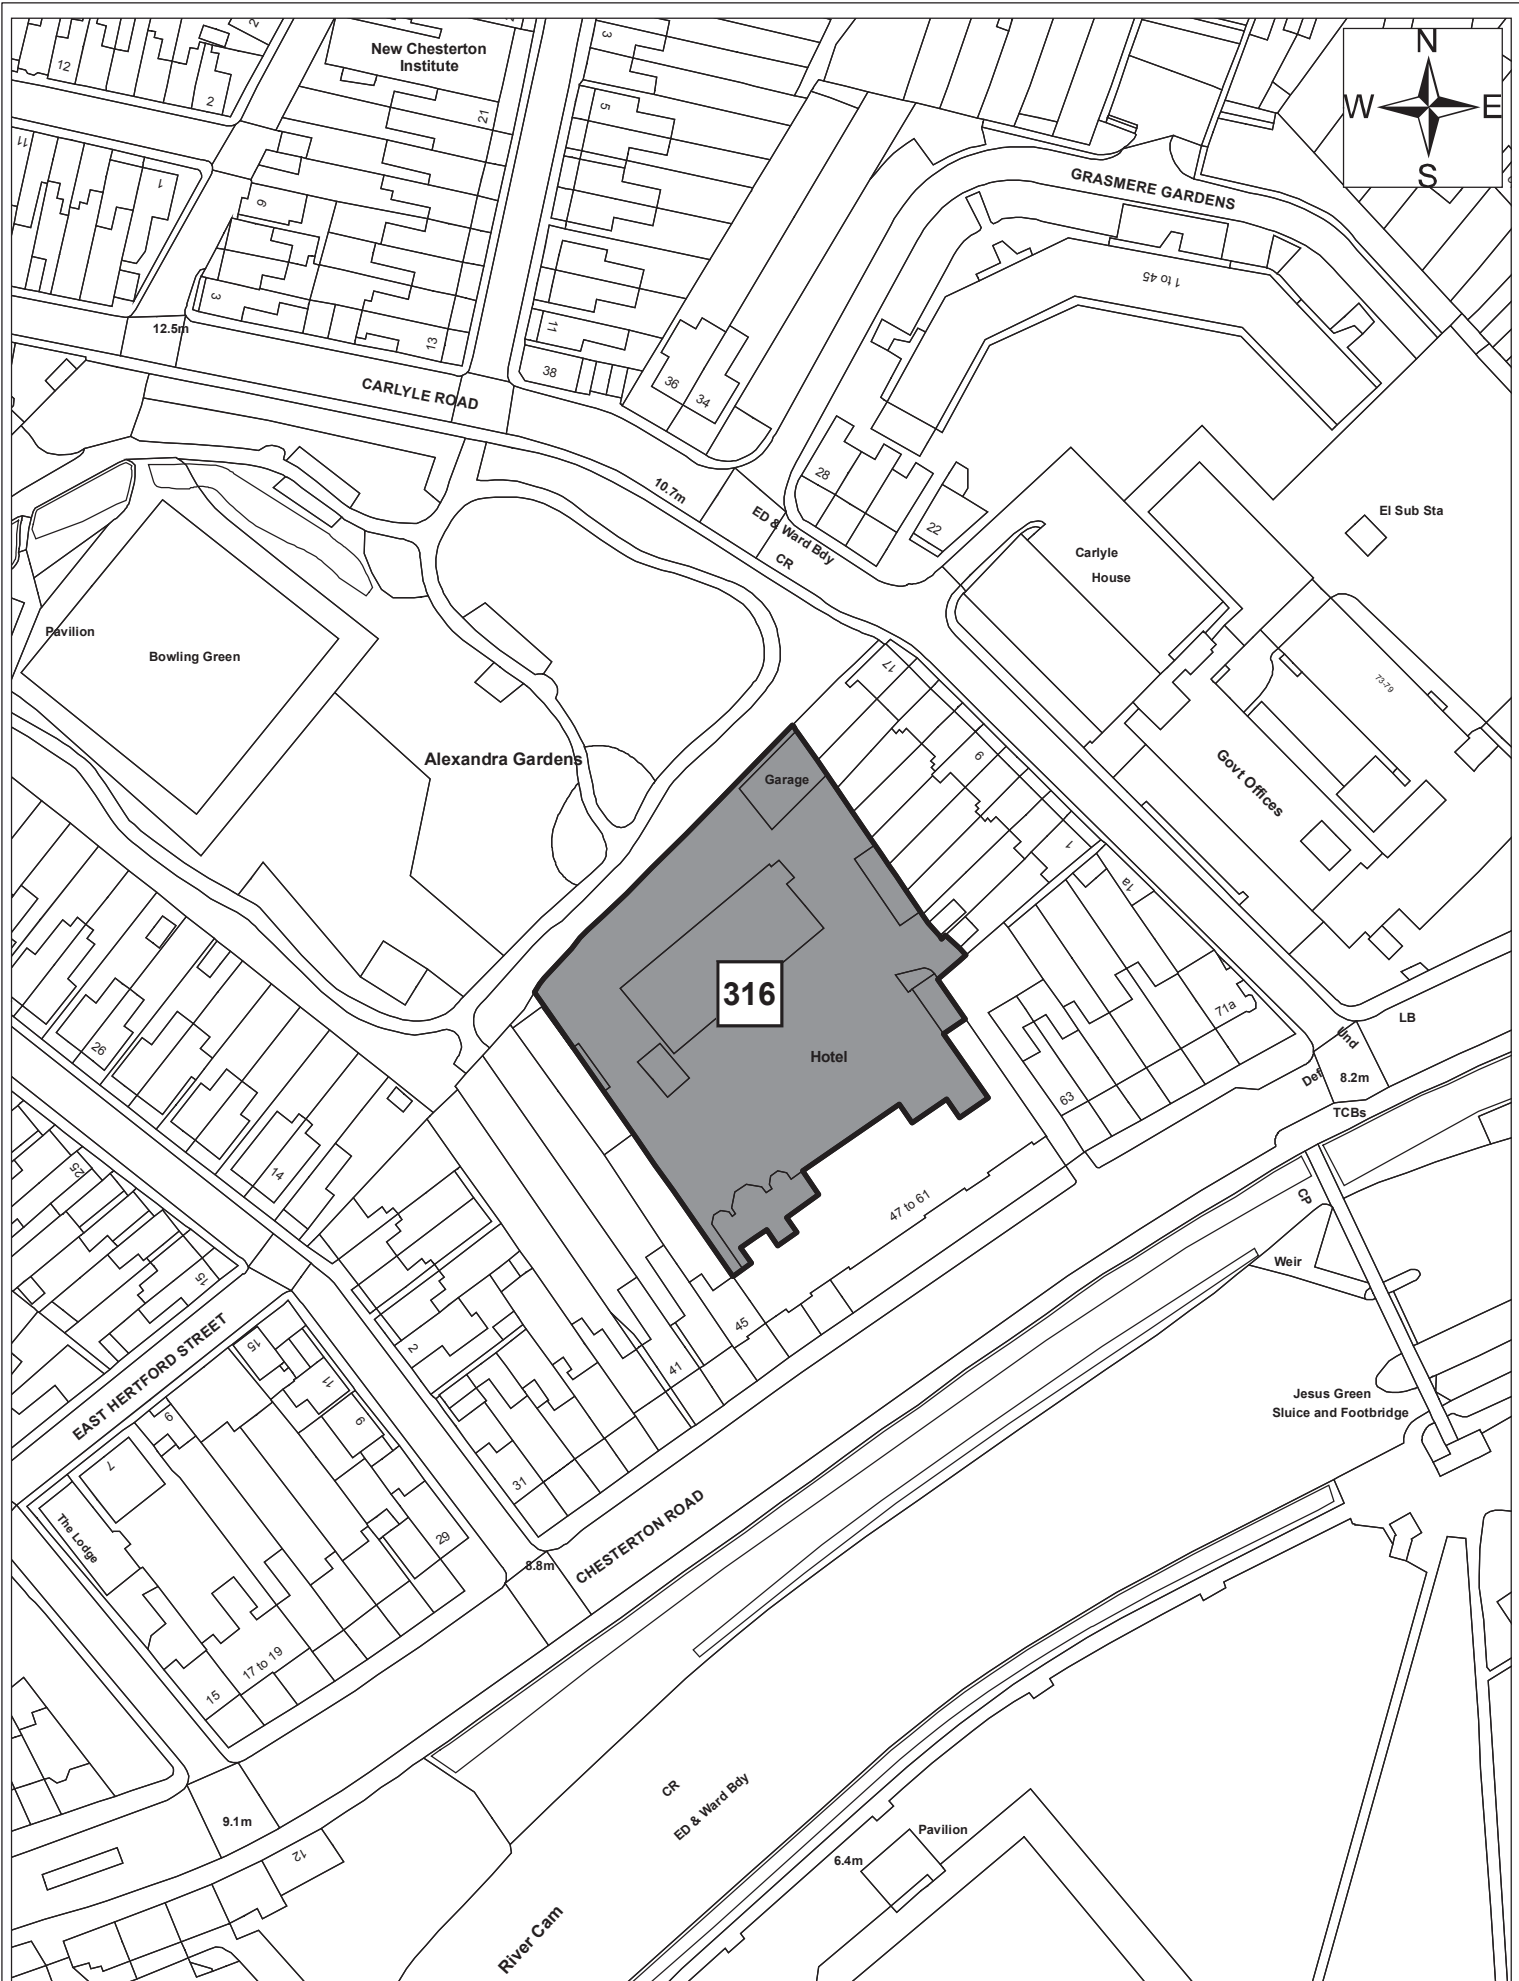 New Chesterton
Institute
N
W
E
S
12
2
2
21
3
5
11
1
6
3
11
13
38
12.5m
CARLYLE ROAD
GRASMERE GARDENS
1 to 45
36
34
28
22
10.7m
ED & Ward Bdy
CR
El Sub Sta
Carlyle
House
Pavilion
Bowling Green
17
73-79
Alexandra Gardens
Garage
9
Govt Offices
1
1a
316
Hotel
71a
LB
Und
Def
8.2m
TCBs
63
26
14
25
15
47 to 61
CP
Weir
45
41
2
EAST HERTFORD STREET
15
11
9
9
7
31
29
The Lodge
Jesus Green
Sluice and Footbridge
CHESTERTON ROAD
8.8m
17 to 19
15
CR
ED & Ward Bdy
9.1m
12
Pavilion
6.4m
River Cam